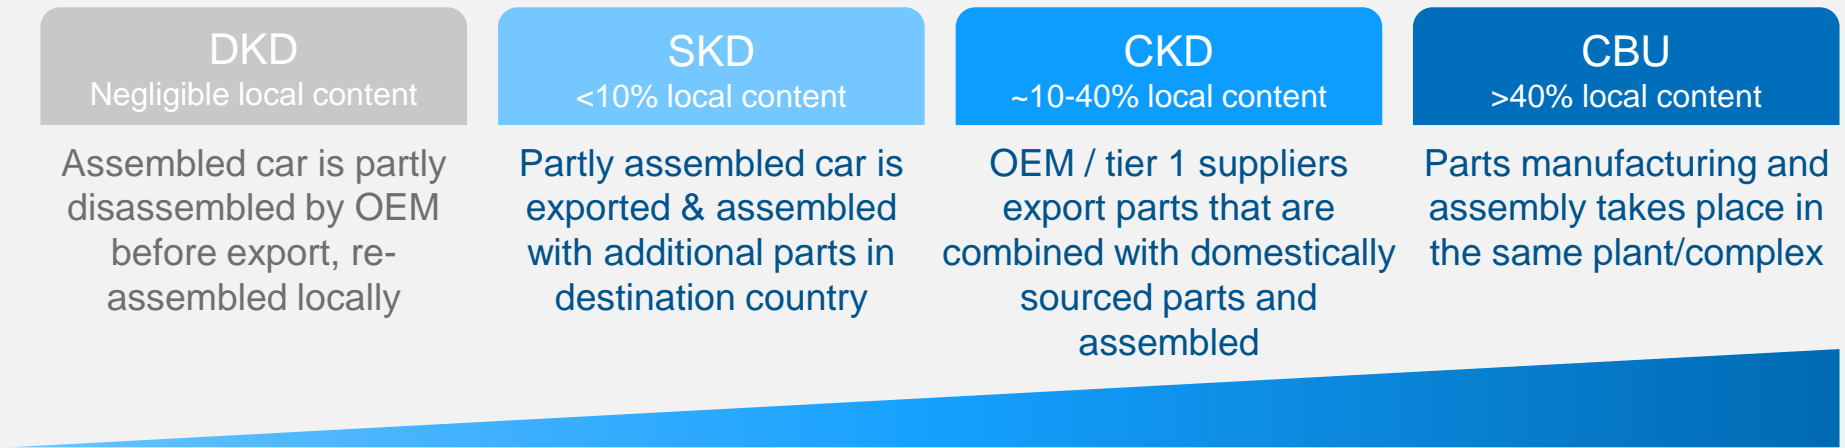 DKD
Negligible local content
Assembled car is partly
disassembled by OEM
before export, re-
assembled locally
SKD
<10% local content
Partly assembled car is
exported & assembled
with additional parts in
destination country
CKD
~10-40% local content
OEM / tier 1 suppliers
export parts that are
combined with domestically
sourced parts and
assembled
CBU
>40% local content
Parts manufacturing and
assembly takes place in
the same plant/complex